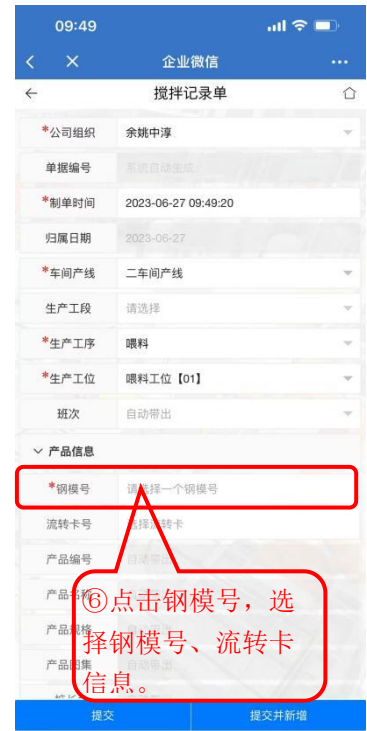 09:49
企业微信
搅拌记录单
*公司组织 余姚中淳
单据编号 系统自动生成
*制单时间 2023-06-27 09:49:20
归属日期 2023-06-27
*车间产线 二车间产线
生产工段 请选择
*生产工序 喂料
*生产工位 喂料工位【01】
班次 自动带出
产品信息
*钢模号 请选择一个钢模号
流转卡号 选择流转卡
产品编号 自动带出
产品名称
产品规格
产品图集 自动带出
⑥点击钢模号，选
择钢模号、流转卡
信息。
提交 提交并新增